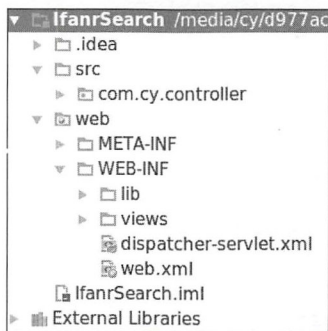 IfanrSearch /media/cy/d977ac
.idea
src
com.cy.controller
web
META-INF
WEB-INF
lib
views
dispatcher-servlet.xml
web.xml
IfanrSearch.iml
External Libraries